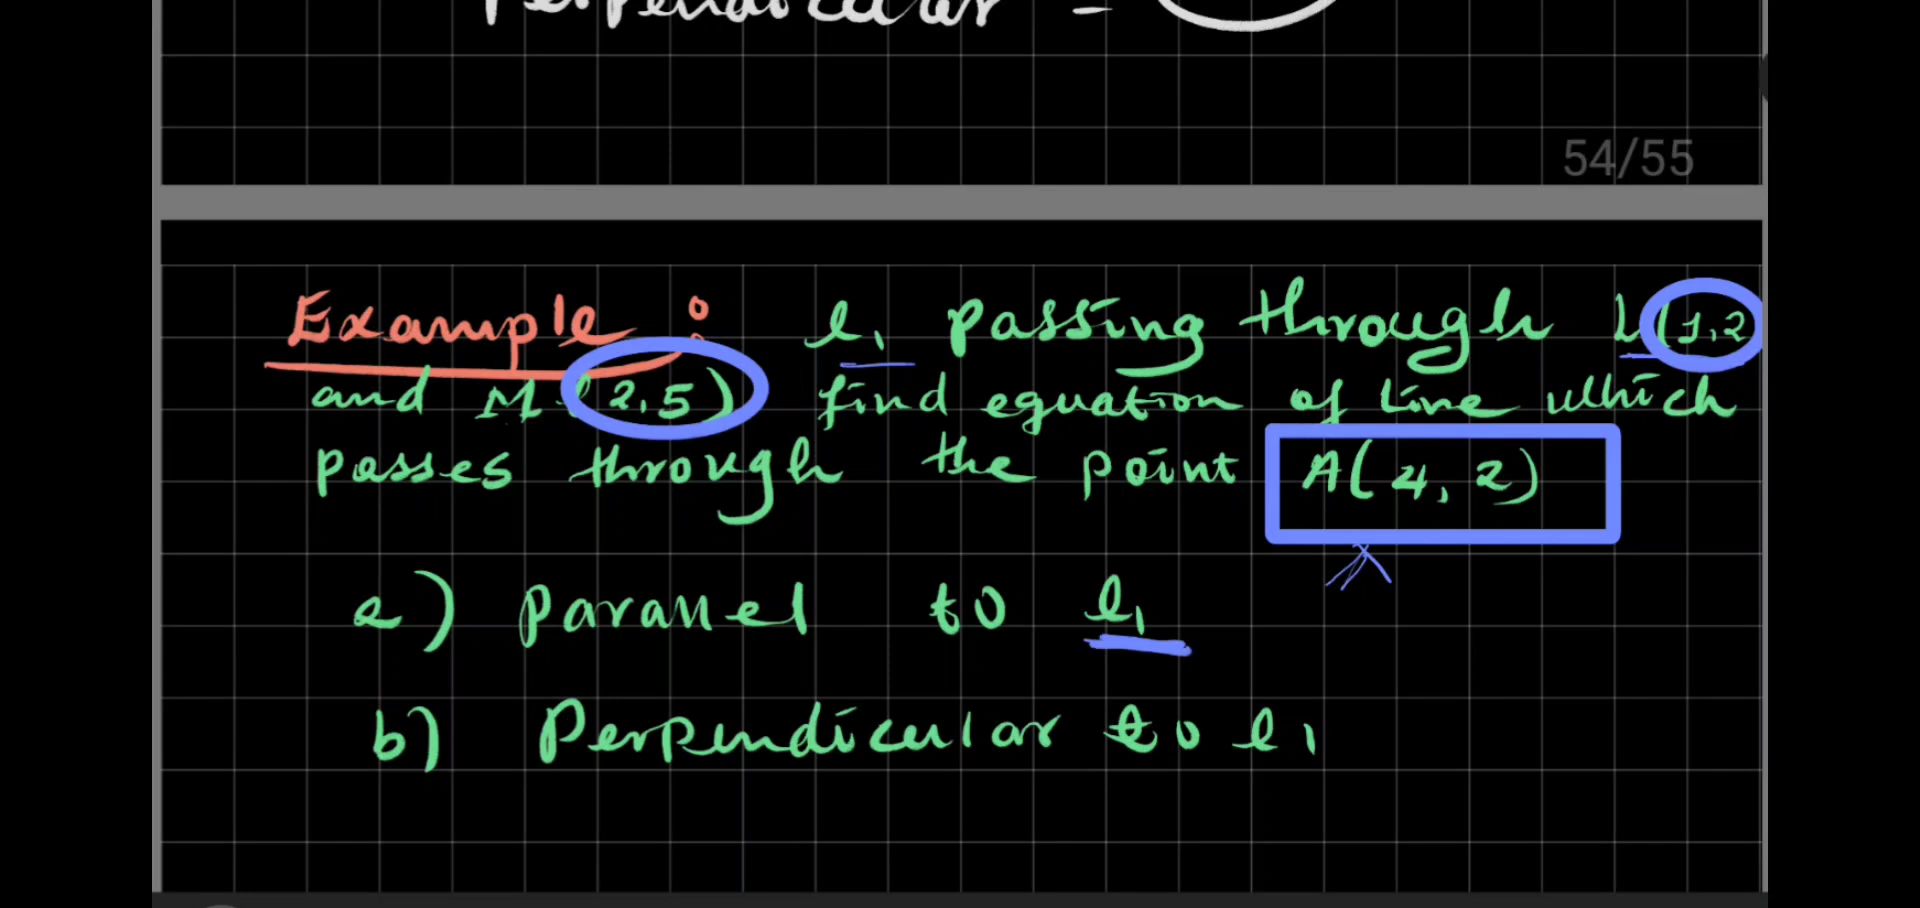 Perpendicular =
54/55
Example : l1 passing through L(1,2
and M (2,5) find equation of line which
passes through the point A(4,2)
a) parallel to l1
b) Perpendicular to l1